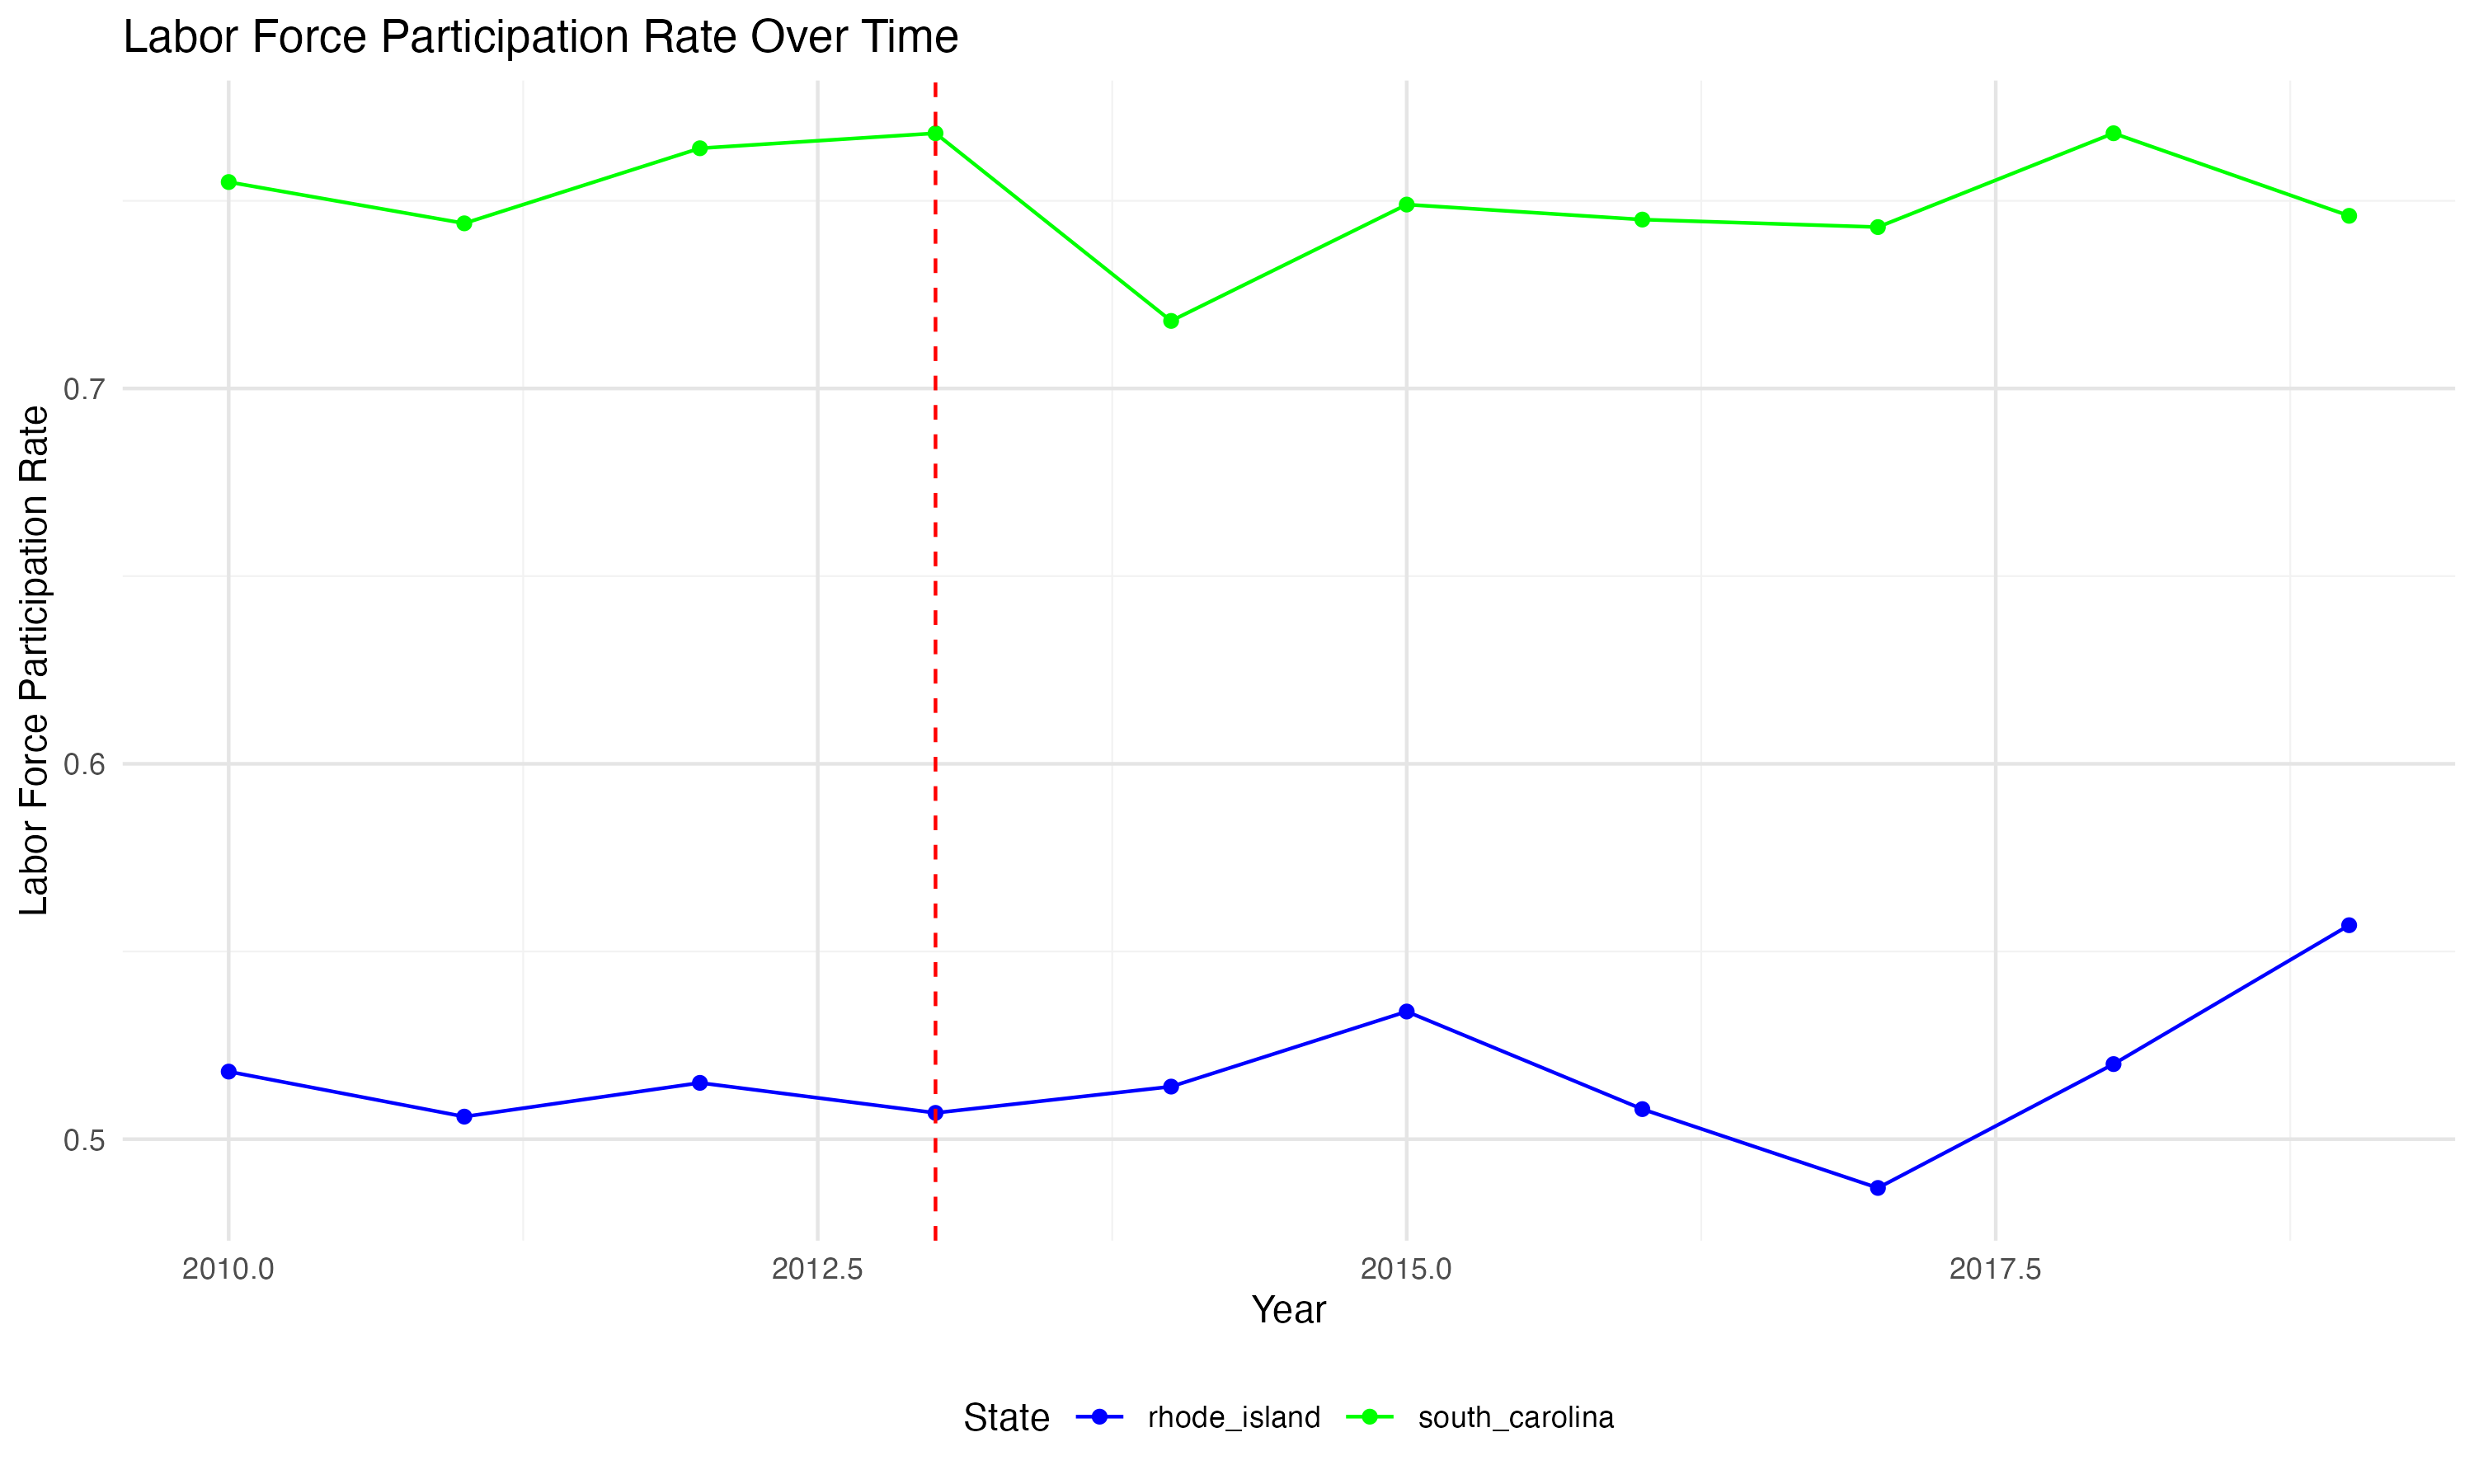 Labor Force Participation Rate Over Time
Labor Force Participation Rate
0.7
0.6
0.5
2010.0 2012.5 2015.0 2017.5
Year
State rhode_island south_carolina